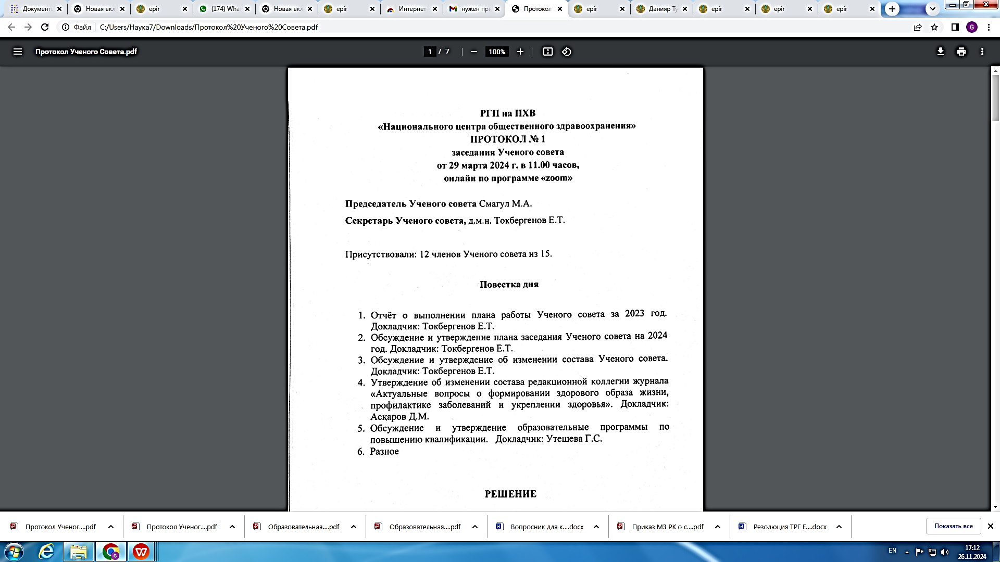 Документ
Новая вкл
epir
(174) Wha
Новая вкл
epir
Интернет-
нужен при
Протокол
epir
Данияр Ту
epir
epir
epir
Файл | C:/Users/Наука7/Downloads/Протокол%20Ученого%20Совета.pdf
G
Протокол Ученого Совета.pdf
1 / 7
100%
РГП на ПХВ
«Национального центра общественного здравоохранения»
ПРОТОКОЛ № 1
заседания Ученого совета
от 29 марта 2024 г. в 11.00 часов,
онлайн по программе «zoom»
Председатель Ученого совета Смагул М.А.
Секретарь Ученого совета, д.м.н. Токбергенов Е.Т.
Присутствовали: 12 членов Ученого совета из 15.
Повестка дня
1. Отчёт о выполнении плана работы Ученого совета за 2023 год.
Докладчик: Токбергенов Е.Т.
2. Обсуждение и утверждение плана заседания Ученого совета на 2024
год. Докладчик: Токбергенов Е.Т.
3. Обсуждение и утверждение об изменении состава Ученого совета.
Докладчик: Токбергенов Е.Т.
4. Утверждение об изменении состава редакционной коллегии журнала
«Актуальные вопросы о формировании здорового образа жизни,
профилактике заболеваний и укреплении здоровья». Докладчик:
Асқаров Д.М.
5. Обсуждение и утверждение образовательные программы по
повышению квалификации. Докладчик: Утешева Г.С.
6. Разное
РЕШЕНИЕ
Протокол Ученог....pdf
Протокол Ученог....pdf
Образовательная....pdf
Образовательная....pdf
Вопросник для к....docx
Приказ МЗ РК о с....pdf
Резолюция ТРГ Е....docx
Показать все
EN
17:12
26.11.2024